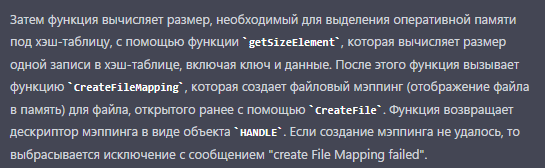 Затем функция вычисляет размер, необходимый для выделения оперативной памяти
под хэш-таблицу, с помощью функции `getSizeElement`, которая вычисляет размер
одной записи в хэш-таблице, включая ключ и данные. После этого функция вызывает
функцию `CreateFileMapping`, которая создает файловый мэппинг (отображение файла
в память) для файла, открытого ранее с помощью `CreateFile`. Функция возвращает
дескриптор мэппинга в виде объекта `HANDLE`. Если создание мэппинга не удалось, то
выбрасывается исключение с сообщением "create File Mapping failed".